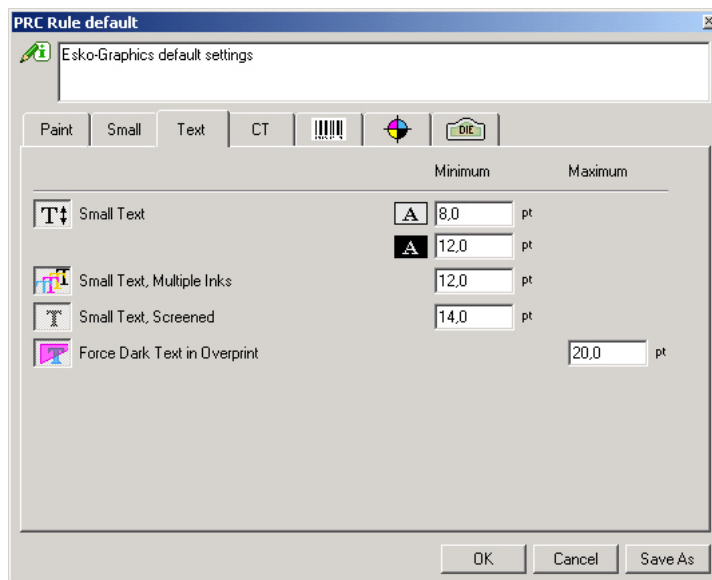 PRC Rule default
Esko-Graphics default settings
Paint Small Text CT DIE
Minimum Maximum
T Small Text A 8,0 pt
A 12,0 pt
Small Text, Multiple Inks 12,0 pt
T Small Text, Screened 14,0 pt
T Force Dark Text in Overprint 20,0 pt
OK Cancel Save As